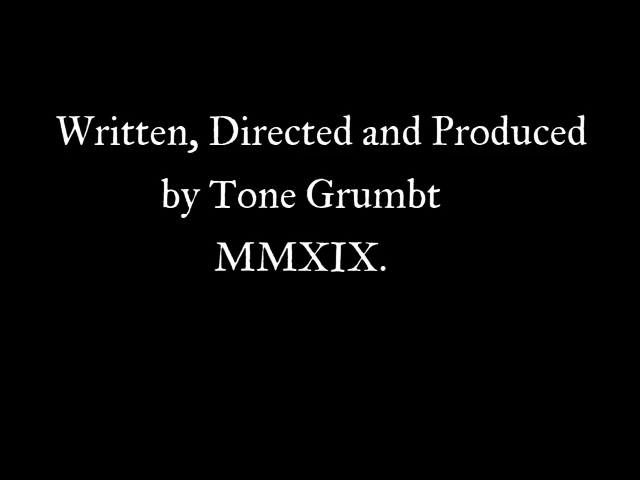 Written, Directed and Produced
by Tone Grumbt
MMXIX.